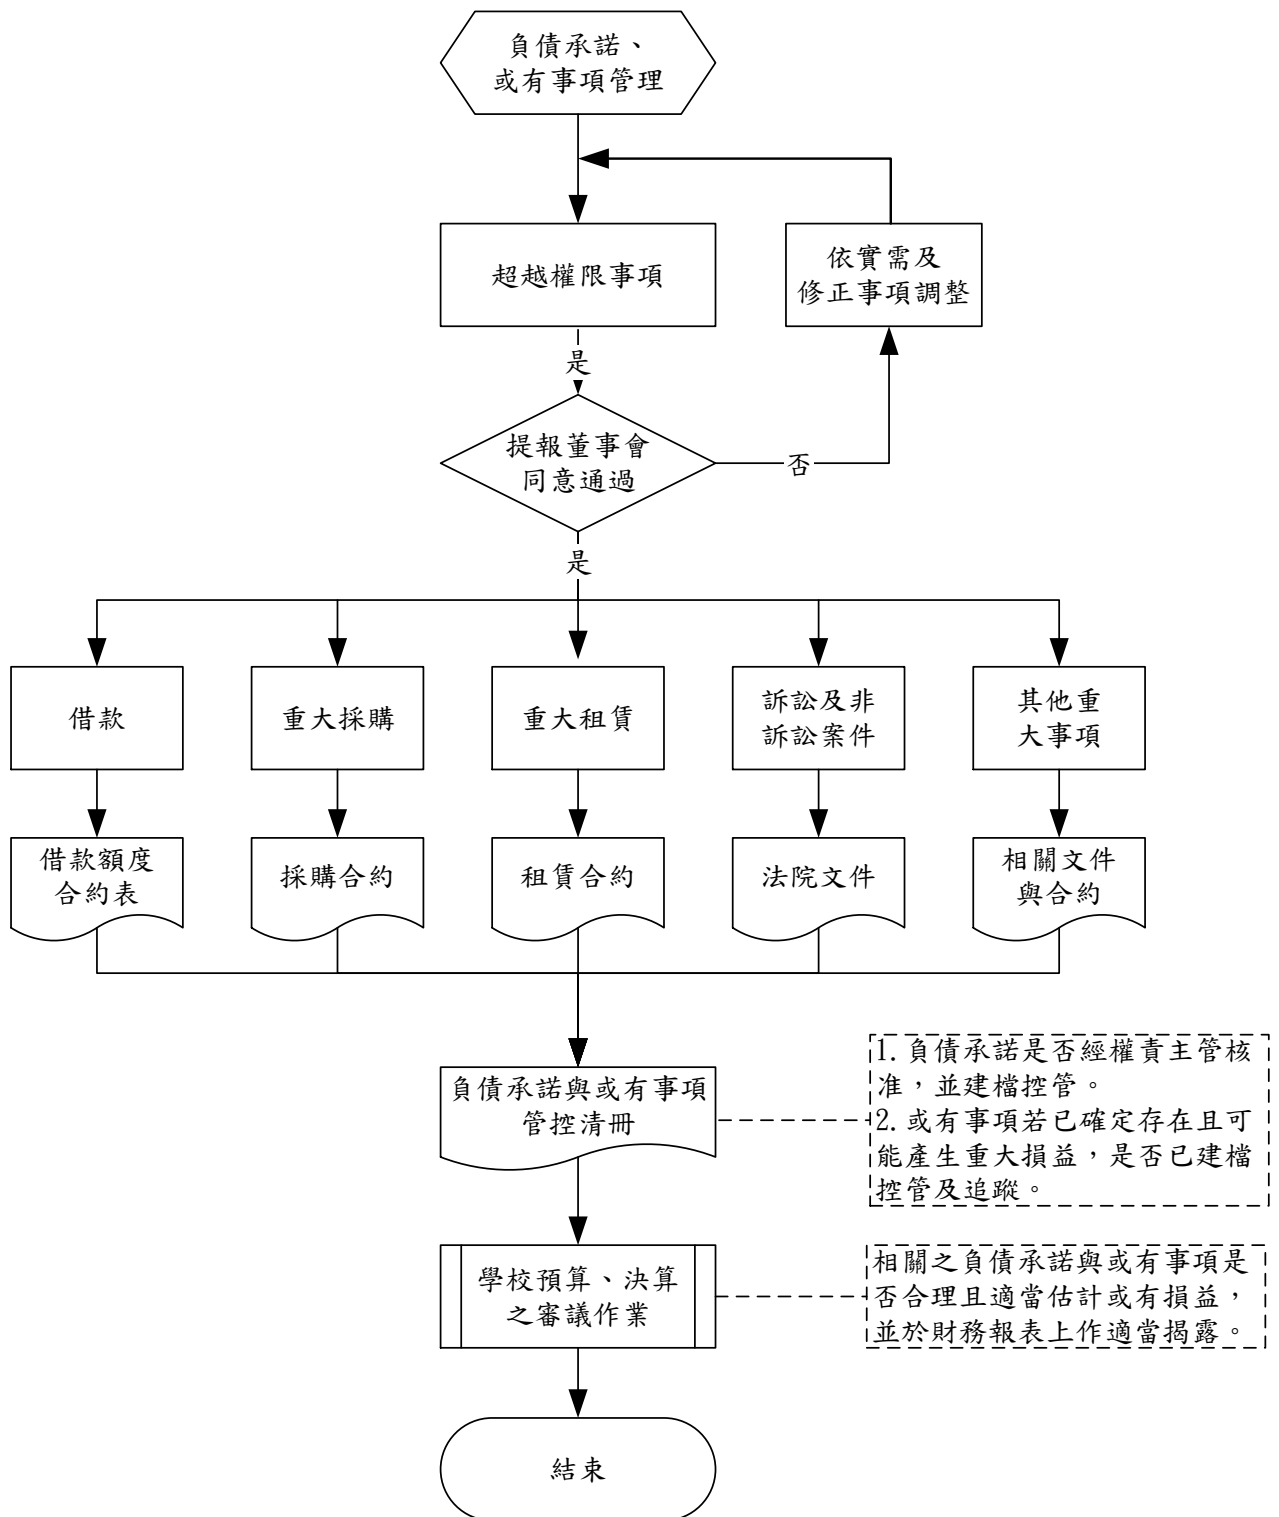 負債承諾、
或有事項管理
超越權限事項
依實需及
修正事項調整
是
提報董事會
同意通過
否
是
借款
重大採購
重大租賃
訴訟及非
訴訟案件
其他重
大事項
借款額度
合約表
採購合約
租賃合約
法院文件
相關文件
與合約
負債承諾與或有事項
管控清冊
1. 負債承諾是否經權責主管核
准，並建檔控管。
2. 或有事項若已確定存在且可
能產生重大損益，是否已建檔
控管及追蹤。
學校預算、決算
之審議作業
相關之負債承諾與或有事項是
否合理且適當估計或有損益，
並於財務報表上作適當揭露。
結束